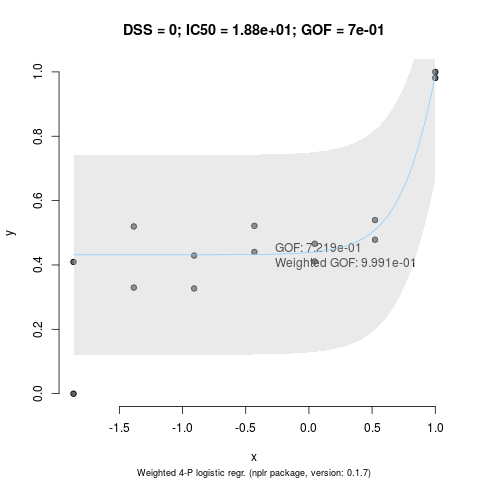 DSS = 0; IC50 = 1.88e+01; GOF = 7e-01
1.0
0.8
0.6
0.4
0.2
0.0
y
GOF: 7.219e-01
Weighted GOF: 9.991e-01
-1.5 -1.0 -0.5 0.0 0.5 1.0
x
Weighted 4-P logistic regr. (nplr package, version: 0.1.7)